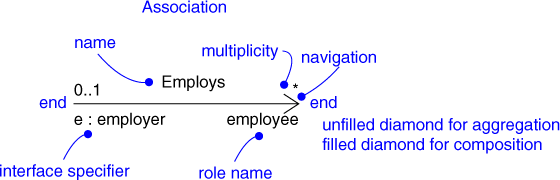 Association
name
multiplicity
navigation
0..1
Employs
*
end
end
e : employer
employee
unfilled diamond for aggregation
filled diamond for composition
interface specifier
role name